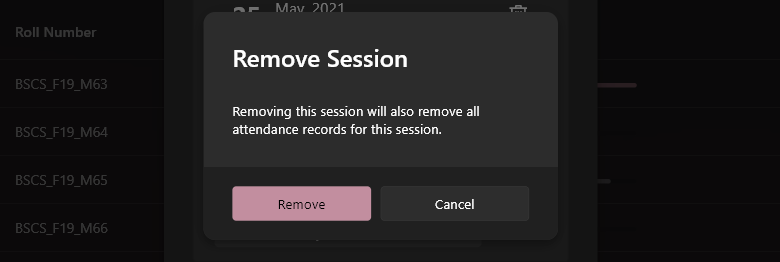 May, 2021
Roll Number
Remove Session
BSCS_F19_M63
Removing this session will also remove all
attendance records for this session.
BSCS_F19_M64
BSCS_F19_M65
Remove
Cancel
BSCS_F19_M66